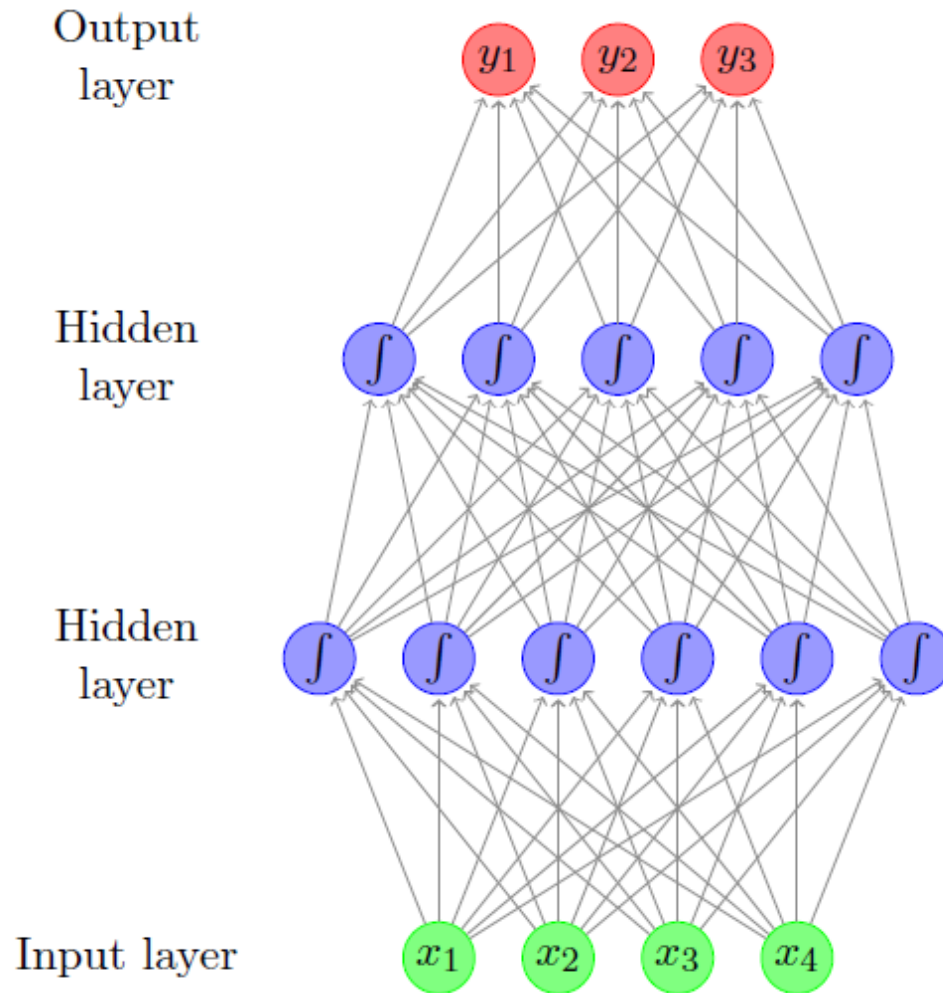 Output
layer
y1 y2 y3
Hidden
layer
∫ ∫ ∫ ∫ ∫
Hidden
layer
∫ ∫ ∫ ∫ ∫ ∫
Input layer
x1 x2 x3 x4